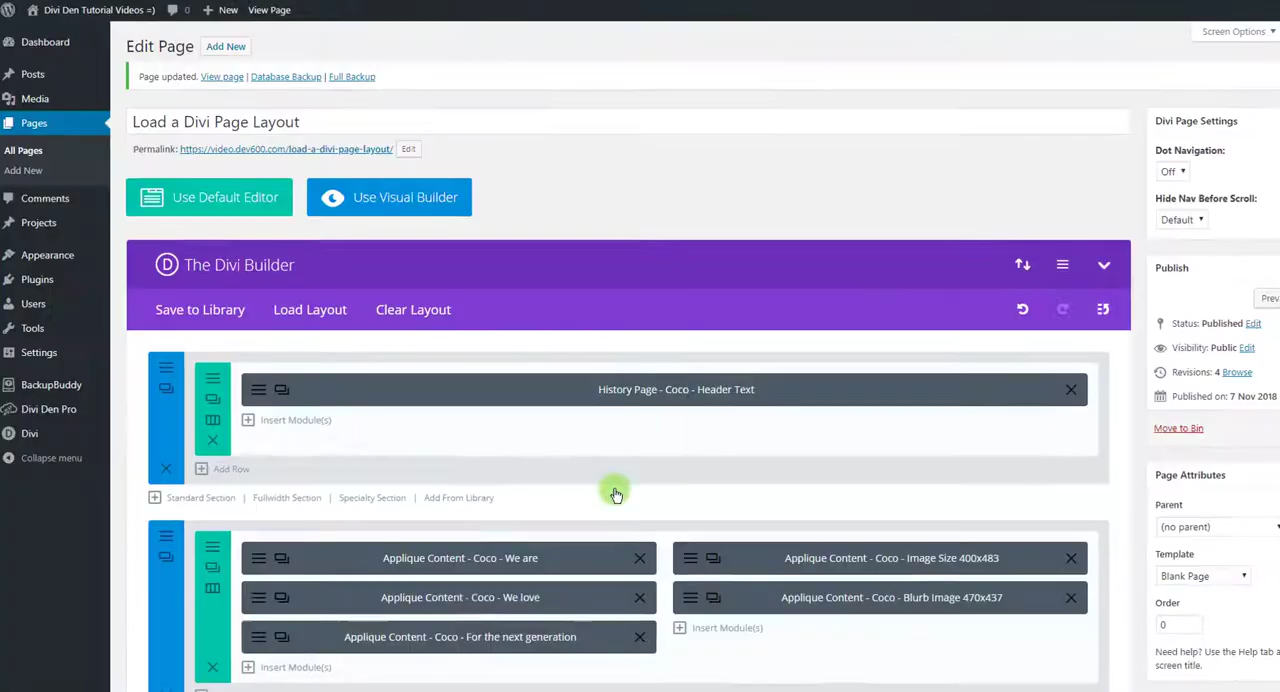 Divi Den Tutorial Videos =) 0 New View Page
Dashboard
Posts
Media
Pages
All Pages
Add New
Comments
Projects
Appearance
Plugins
Users
Tools
Settings
BackupBuddy
Divi Den Pro
Divi
Collapse menu
Screen Options
Edit Page Add New
Page updated. View page | Database Backup | Full Backup
Load a Divi Page Layout
Permalink: https://video.dev600.com/load-a-divi-page-layout/ Edit
Use Default Editor Use Visual Builder
The Divi Builder
Save to Library Load Layout Clear Layout
History Page - Coco - Header Text
Insert Module(s)
Add Row
Standard Section | Fullwidth Section | Specialty Section | Add From Library
Applique Content - Coco - We are Applique Content - Coco - Image Size 400x483
Applique Content - Coco - We love Applique Content - Coco - Blurb Image 470x437
Applique Content - Coco - For the next generation Insert Module(s)
Insert Module(s)
Divi Page Settings
Dot Navigation:
Off
Hide Nav Before Scroll:
Default
Publish
Status: Published Edit
Visibility: Public Edit
Revisions: 4 Browse
Published on: 7 Nov 2018
Move to Bin
Page Attributes
Parent
(no parent)
Template
Blank Page
Order
0
Need help? Use the Help tab a
screen title.